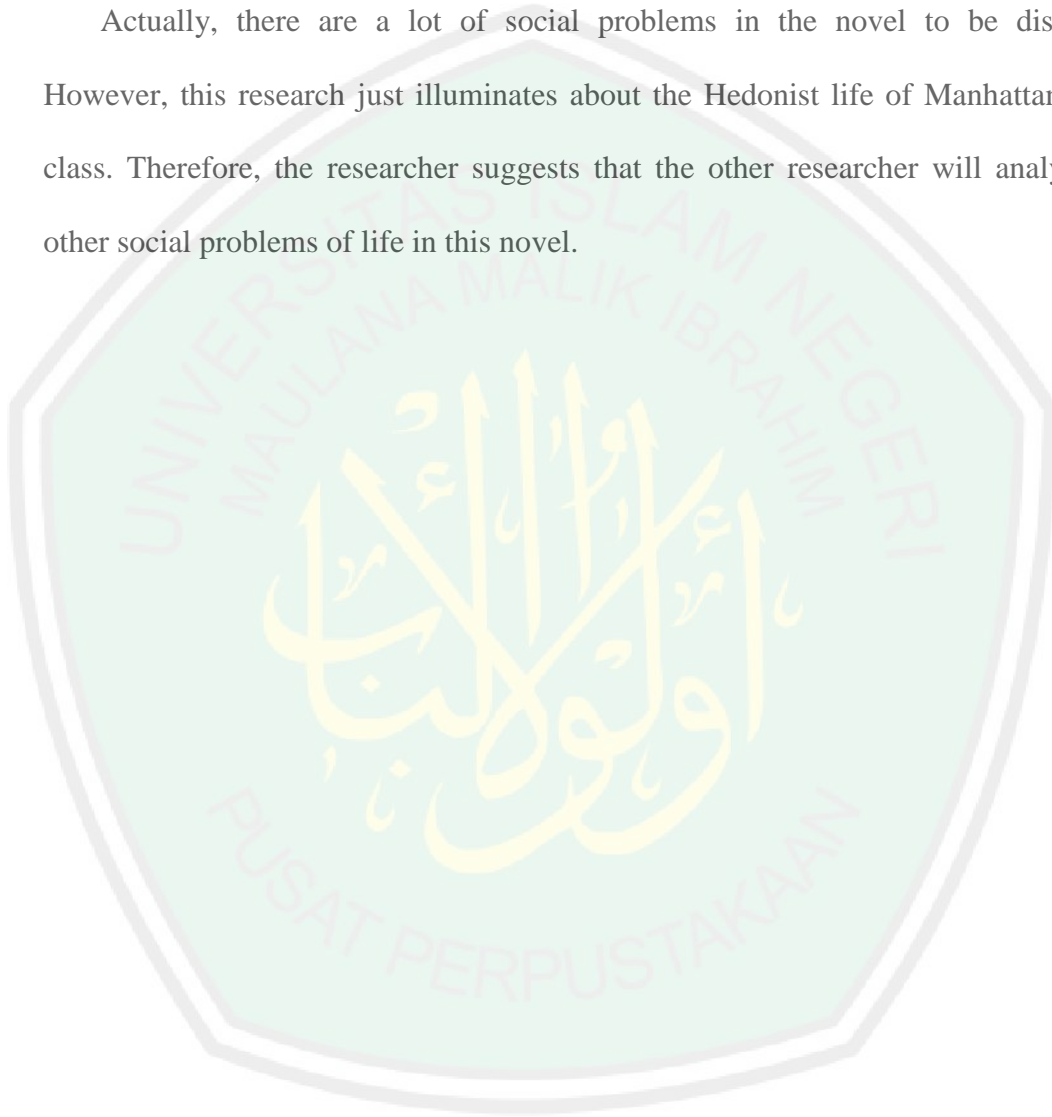 Actually, there are a lot of social problems in the novel to be dis
However, this research just illuminates about the Hedonist life of Manhattan
class. Therefore, the researcher suggests that the other researcher will analy
other social problems of life in this novel.
UNIVERSITAS ISLAM NEGERI
MAULANA MALIK IBRAHIM
أولوا الألباب
PUSAT PERPUSTAKAAN